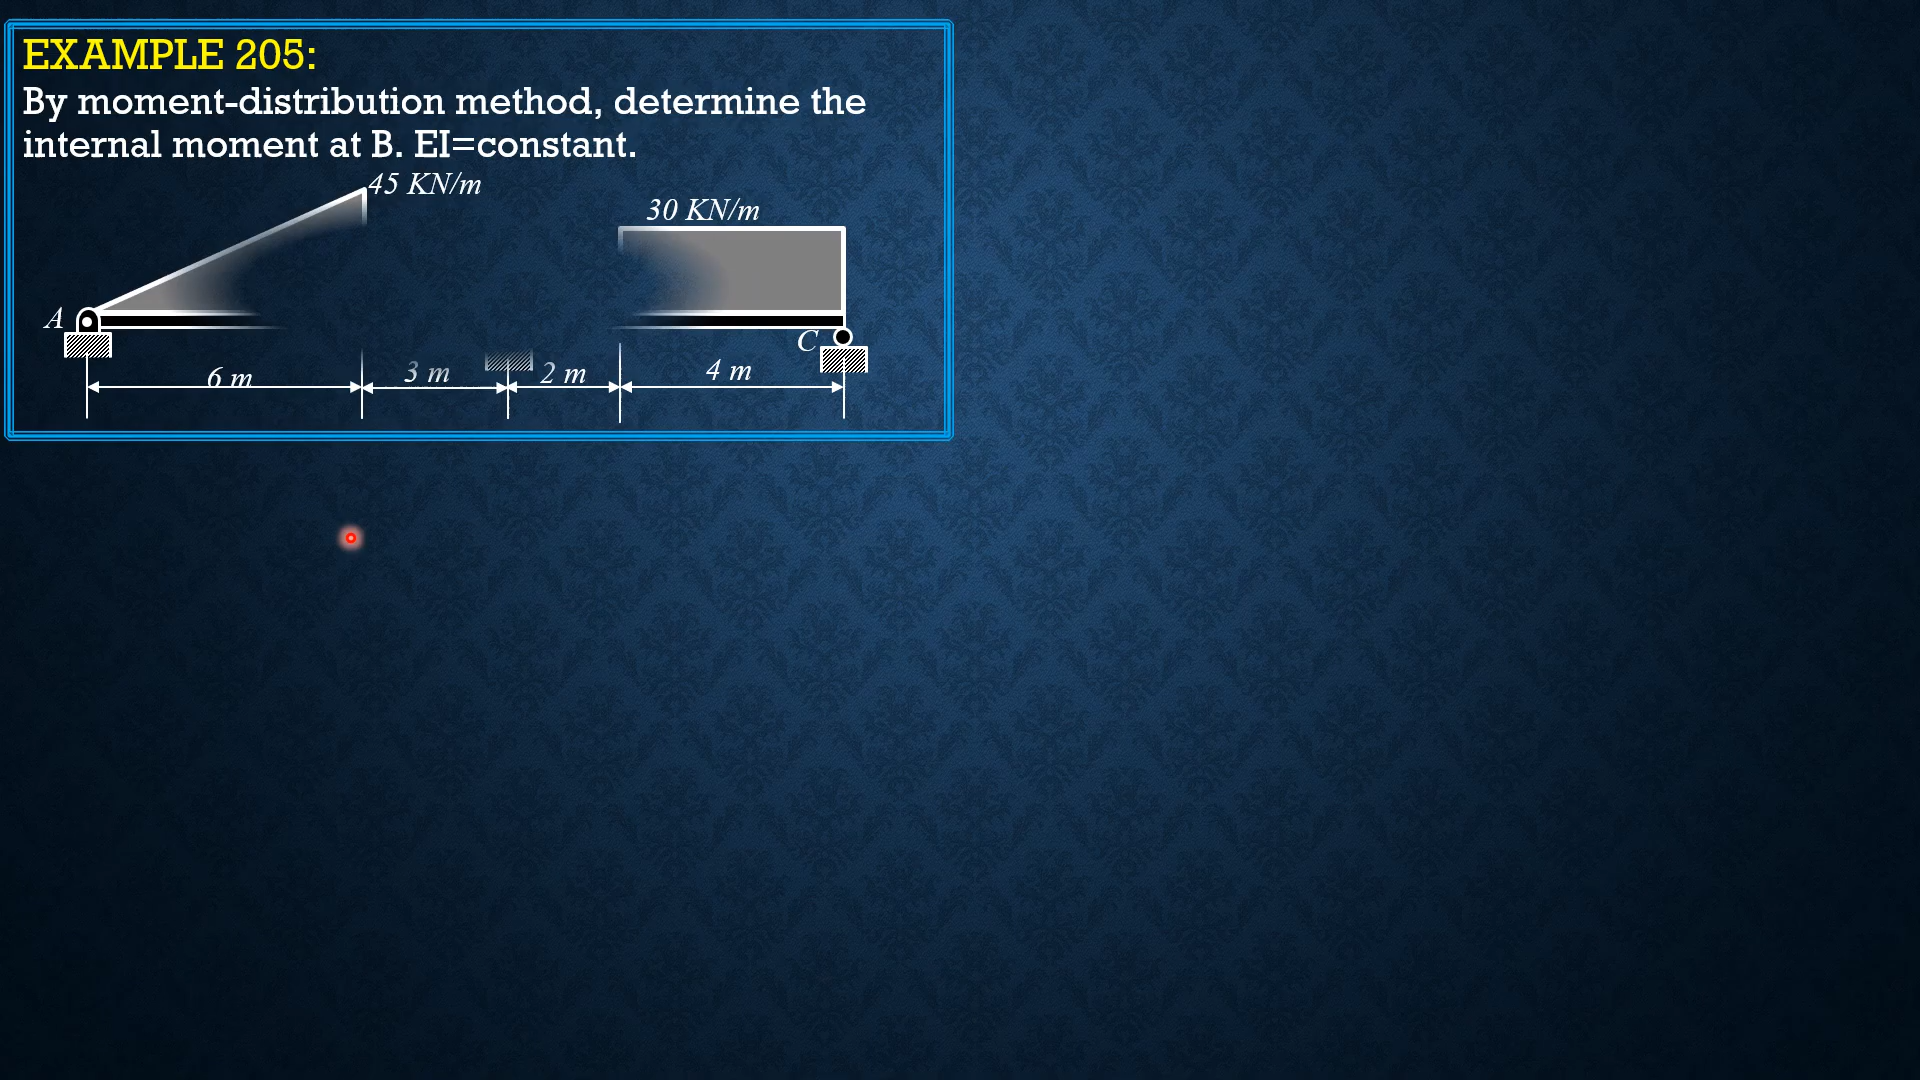 EXAMPLE 205:
By moment-distribution method, determine the
internal moment at B. EI=constant.
45 KN/m
30 KN/m
A
C
6 m
3 m
2 m
4 m